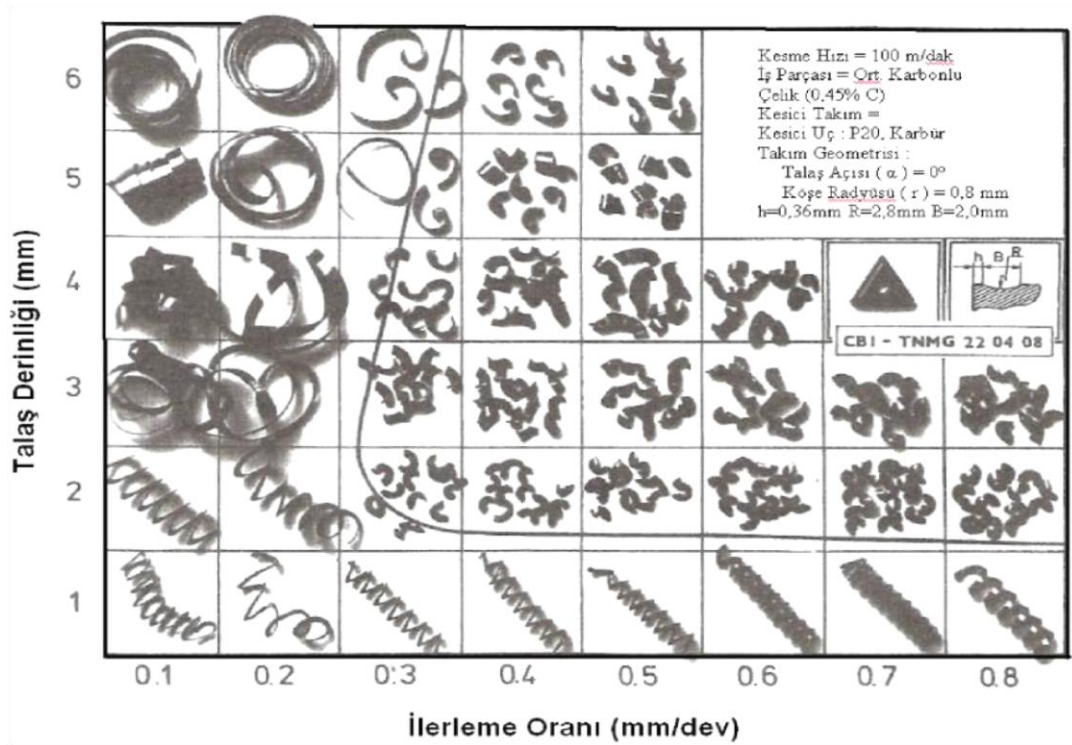 Kesme Hızı = 100 m/dak
İş Parçası = Ort. Karbonlu
Çelik (0,45% C)
Kesici Takım =
Kesici Uç : P20, Karbür
Takım Geometrisi :
Talaş Açısı ( α ) = 0°
Köşe Radyüsü ( r ) = 0,8 mm
h=0,36mm R=2,8mm B=2,0mm
h B R
r
CB1 - TNMG 22 04 08
Talaş Derinliği (mm)
6
5
4
3
2
1
0.1 0.2 0:3 0.4 0.5 0.6 0.7 0.8
İlerleme Oranı (mm/dev)